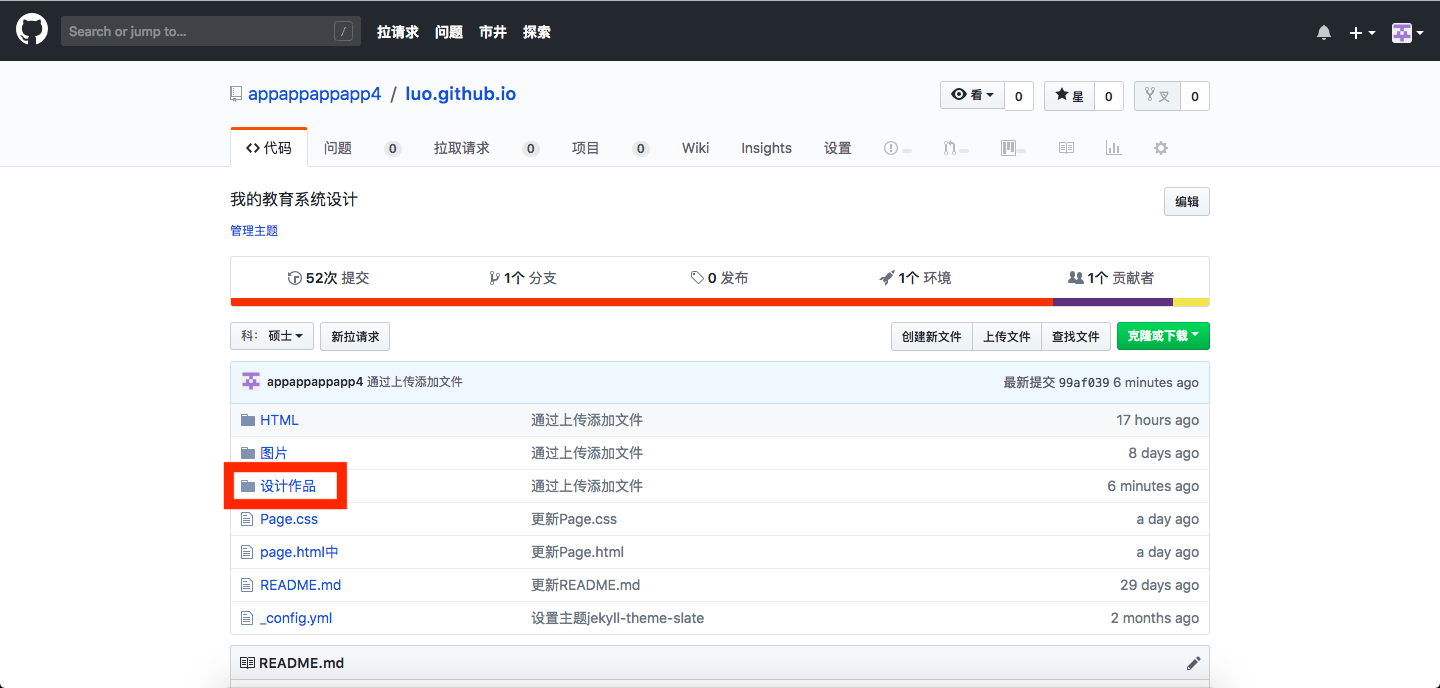 Search or jump to... / 拉请求 问题 市井 探索
appappappapp4 / luo.github.io 看 0 星 0 叉 0
代码 问题 0 拉取请求 0 项目 0 Wiki Insights 设置
我的教育系统设计 编辑
管理主题
52次 提交 1个 分支 0 发布 1个 环境 1个 贡献者
科： 硕士 新拉请求 创建新文件 上传文件 查找文件 克隆或下载
appappappapp4 通过上传添加文件 最新提交 99af039 6 minutes ago
HTML 通过上传添加文件 17 hours ago
图片 通过上传添加文件 8 days ago
设计作品 通过上传添加文件 6 minutes ago
Page.css 更新Page.css a day ago
page.html中 更新Page.html a day ago
README.md 更新README.md 29 days ago
_config.yml 设置主题jekyll-theme-slate 2 months ago
README.md